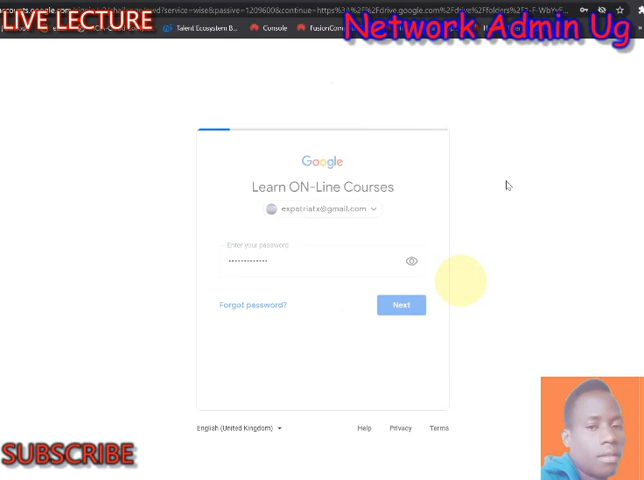 LIVE LECTURE
Network Admin Ug
Talent Ecosystem B...
Console
FusionCom
Google
Learn ON-Line Courses
expatriatx@gmail.com
Enter your password
Forgot password?
Next
English (United Kingdom)
Help
Privacy
Terms
SUBSCRIBE